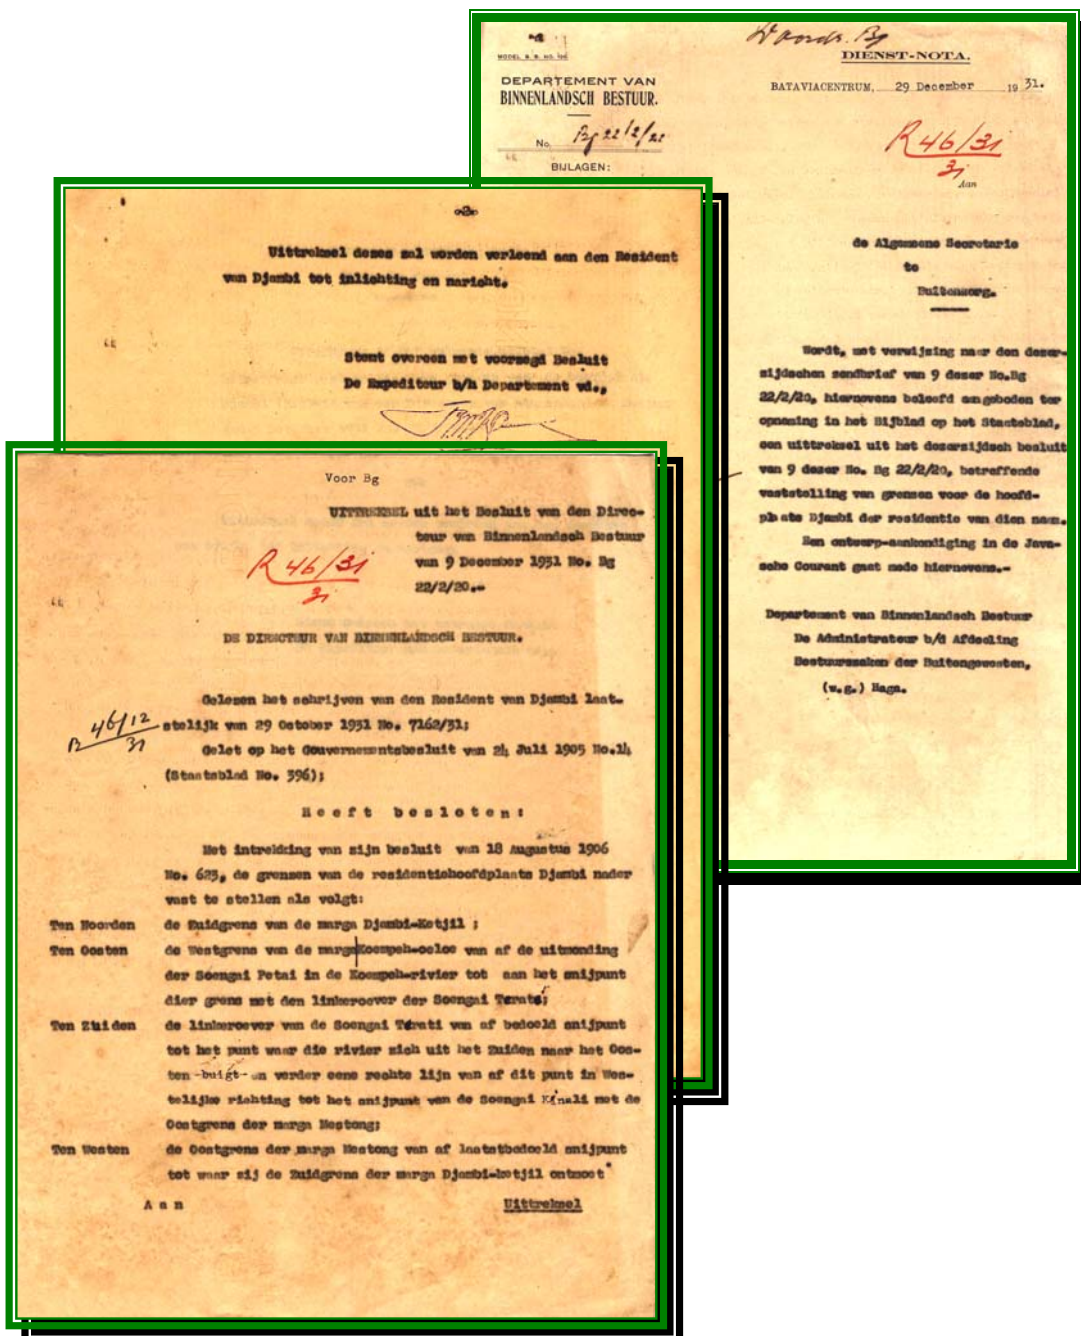 MODEL B. B. No.
DEPARTEMENT VAN
BINNENLANDSCH BESTUUR.
No. Bg 22/2/22
BIJLAGEN:
Voords. Bg
DIENST-NOTA.
BATAVIACENTRUM, 29 December 1931.
R 46/31
31
Aan
de Algemeene Secretarie
te
Buitenzorg.
Wordt, met verwijzing naar den dezer-
zijdschen zendbrief van 9 dezer No.Bg
22/2/20, hiernevens beleefd aangeboden ter
opneming in het Bijblad op het Staatsblad,
een uittreksel uit het dezerzijdsch besluit
van 9 dezer No. Bg 22/2/20, betreffende
vaststelling van grenzen voor de hoofd-
plaats Djambi der residentie van dien naam.
Een ontwerp-aankondiging in de Java-
sche Courant gaat mede hiernevens.-
Departement van Binnenlandsch Bestuur
De Administrateur b/d Afdeeling
Bestuurszaken der Buitengewesten,
(w.g.) Haga.
-2-
Uittreksel dezes zal worden verleend aan den Resident
van Djambi tot inlichting en naricht.
Stemt overeen met voorzegd Besluit
De Expediteur b/h Departement vd.,
Voor Bg
UITTREKSEL uit het Besluit van den Direc-
teur van Binnenlandsch Bestuur
van 9 December 1931 No. Bg
22/2/20.-
R 46/31
31
DE DIRECTEUR VAN BINNENLANDSCH BESTUUR.
Gelezen het schrijven van den Resident van Djambi laat-
stelijk van 29 October 1931 No. 7162/31;
R 46/12
31
Gelet op het Gouvernementsbesluit van 24 Juli 1905 No.14
(Staatsblad No. 396);
Heeft besloten:
Met intrekking van zijn besluit van 18 Augustus 1906
No. 623, de grenzen van de residentiehoofdplaats Djambi nader
vast te stellen als volgt:
Ten Noorden de Zuidgrens van de marga Djambi-Ketjil ;
Ten Oosten de Westgrens van de marga Koempeh-oeloe van af de uitmonding
der Soengai Petai in de Koempeh-rivier tot aan het snijpunt
dier grens met den linkeroever der Soengai Terati;
Ten Zuiden de linkeroever van de Soengai Terati van af bedoeld snijpunt
tot het punt waar die rivier zich uit het Zuiden naar het Oos-
ten -buigt- en verder eene rechte lijn van af dit punt in Wes-
telijke richting tot het snijpunt van de Soengai Kinali met de
Oostgrens der marga Mestong;
Ten Westen de Oostgrens der marga Mestong van af laatstbedoeld snijpunt
tot waar zij de Zuidgrens der marga Djambi-ketjil ontmoet
Aan Uittreksel